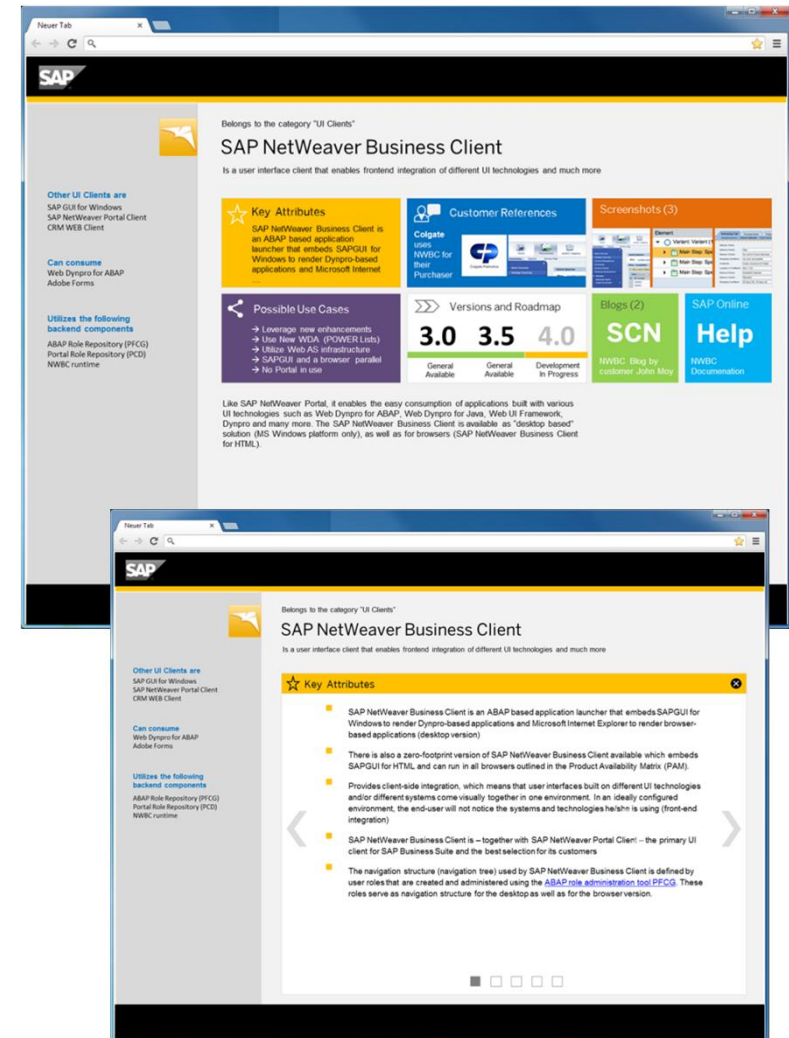 Neuer Tab
SAP
Belongs to the category "UI Clients"
SAP NetWeaver Business Client
Is a user interface client that enables frontend integration of different UI technologies and much more
Other UI Clients are
SAP GUI for Windows
SAP NetWeaver Portal Client
CRM WEB Client
Can consume
Web Dynpro for ABAP
Adobe Forms
Utilizes the following
backend components
ABAP Role Repository (PFCG)
Portal Role Repository (PCD)
NWBC runtime
Key Attributes
SAP NetWeaver Business Client is
an ABAP based application
launcher that embeds SAPGUI for
Windows to render Dynpro-based
applications and Microsoft Internet
....
Customer References
Colgate
uses
NWBC for
their
Purchaser
Screenshots (3)
Element
Possible Use Cases
→ Leverage new enhancements
→ Use New WDA (POWER Lists)
→ Utilize Web AS infrastructure
→ SAPGUI and a browser parallel
→ No Portal in use
Versions and Roadmap
3.0 3.5 4.0
General
Available
General
Available
Development
In Progress
Blogs (2)
SCN
NWBC Blog by
customer John Moy
SAP Online
Help
NWBC
Documenation
Like SAP NetWeaver Portal, it enables the easy consumption of applications built with various
UI technologies such as Web Dynpro for ABAP, Web Dynpro for Java, Web UI Framework,
Dynpro and many more. The SAP NetWeaver Business Client is available as "desktop based"
solution (MS Windows platform only), as well as for browsers (SAP NetWeaver Business Client
for HTML).
Neuer Tab
SAP
Belongs to the category "UI Clients"
SAP NetWeaver Business Client
Is a user interface client that enables frontend integration of different UI technologies and much more
Other UI Clients are
SAP GUI for Windows
SAP NetWeaver Portal Client
CRM WEB Client
Can consume
Web Dynpro for ABAP
Adobe Forms
Utilizes the following
backend components
ABAP Role Repository (PFCG)
Portal Role Repository (PCD)
NWBC runtime
Key Attributes
SAP NetWeaver Business Client is an ABAP based application launcher that embeds SAPGUI for
Windows to render Dynpro-based applications and Microsoft Internet Explorer to render browser-
based applications (desktop version)
There is also a zero-footprint version of SAP NetWeaver Business Client available which embeds
SAPGUI for HTML and can run in all browsers outlined in the Product Availability Matrix (PAM).
Provides client-side integration, which means that user interfaces built on different UI technologies
and/or different systems come visually together in one environment. In an ideally configured
environment, the end-user will not notice the systems and technologies he/she is using (front-end
integration)
SAP NetWeaver Business Client is – together with SAP NetWeaver Portal Client – the primary UI
client for SAP Business Suite and the best selection for its customers
The navigation structure (navigation tree) used by SAP NetWeaver Business Client is defined by
user roles that are created and administered using the ABAP role administration tool PFCG. These
roles serve as navigation structure for the desktop as well as for the browser version.